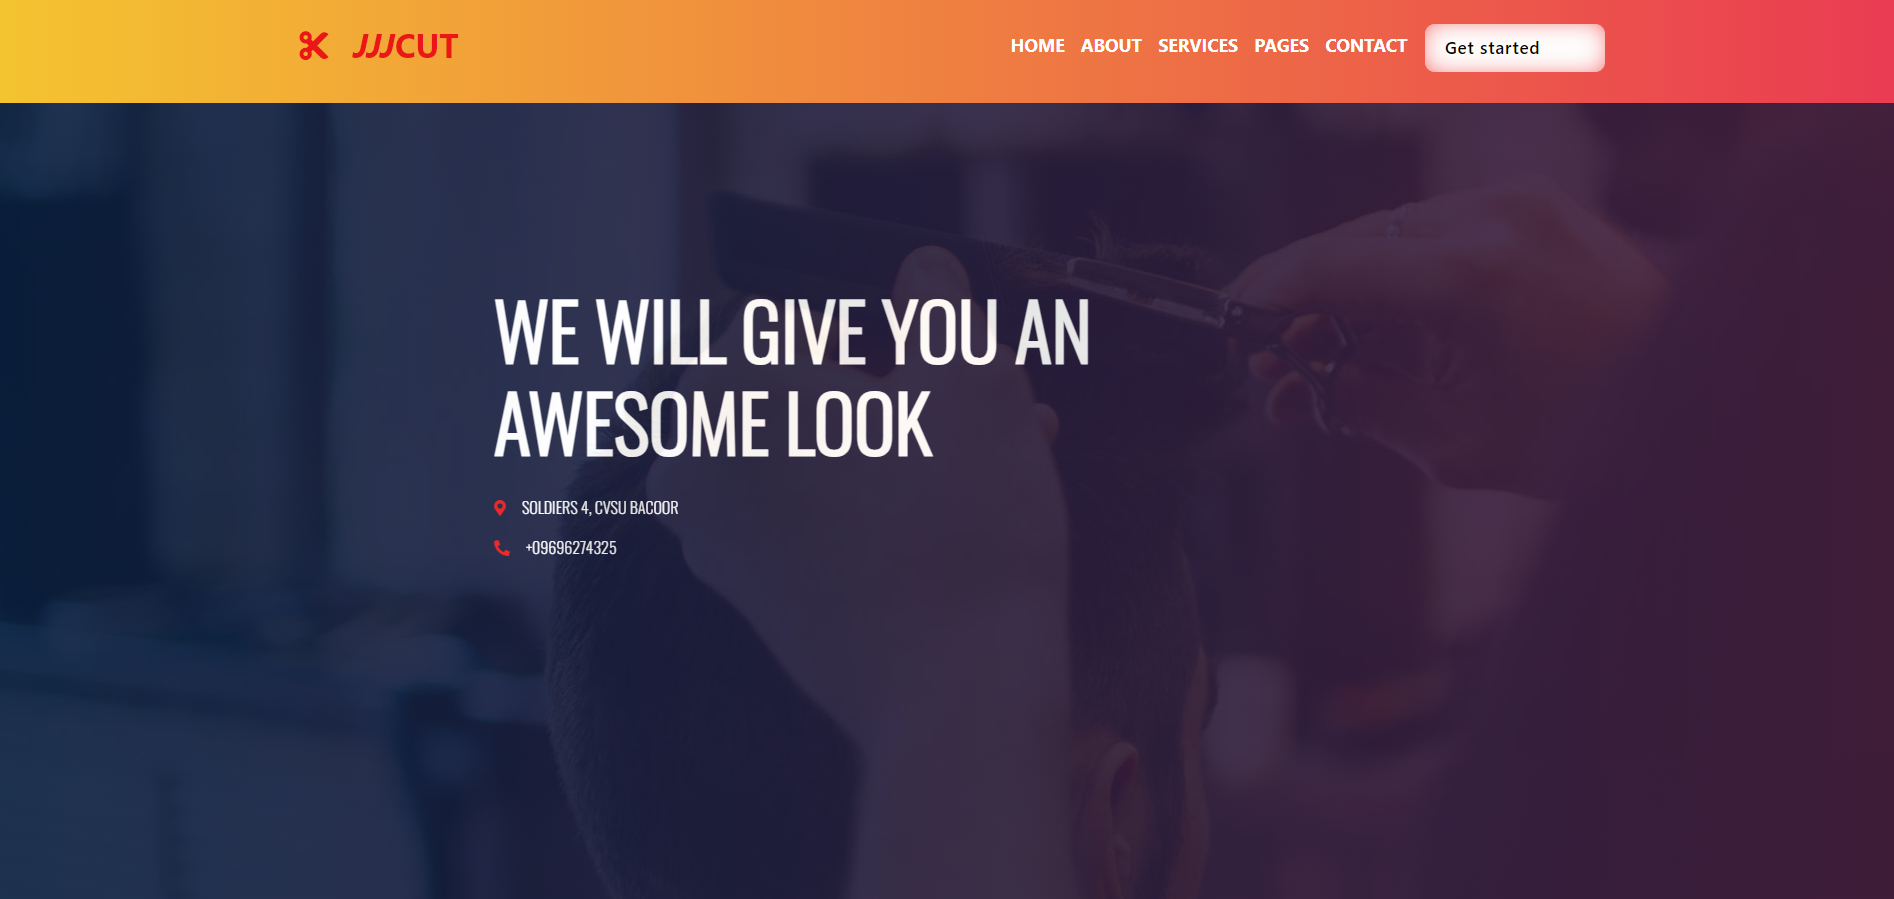 JJJCUT
HOME ABOUT SERVICES PAGES CONTACT Get started
WE WILL GIVE YOU AN
AWESOME LOOK
SOLDIERS 4, CVSU BACOOR
+09696274325